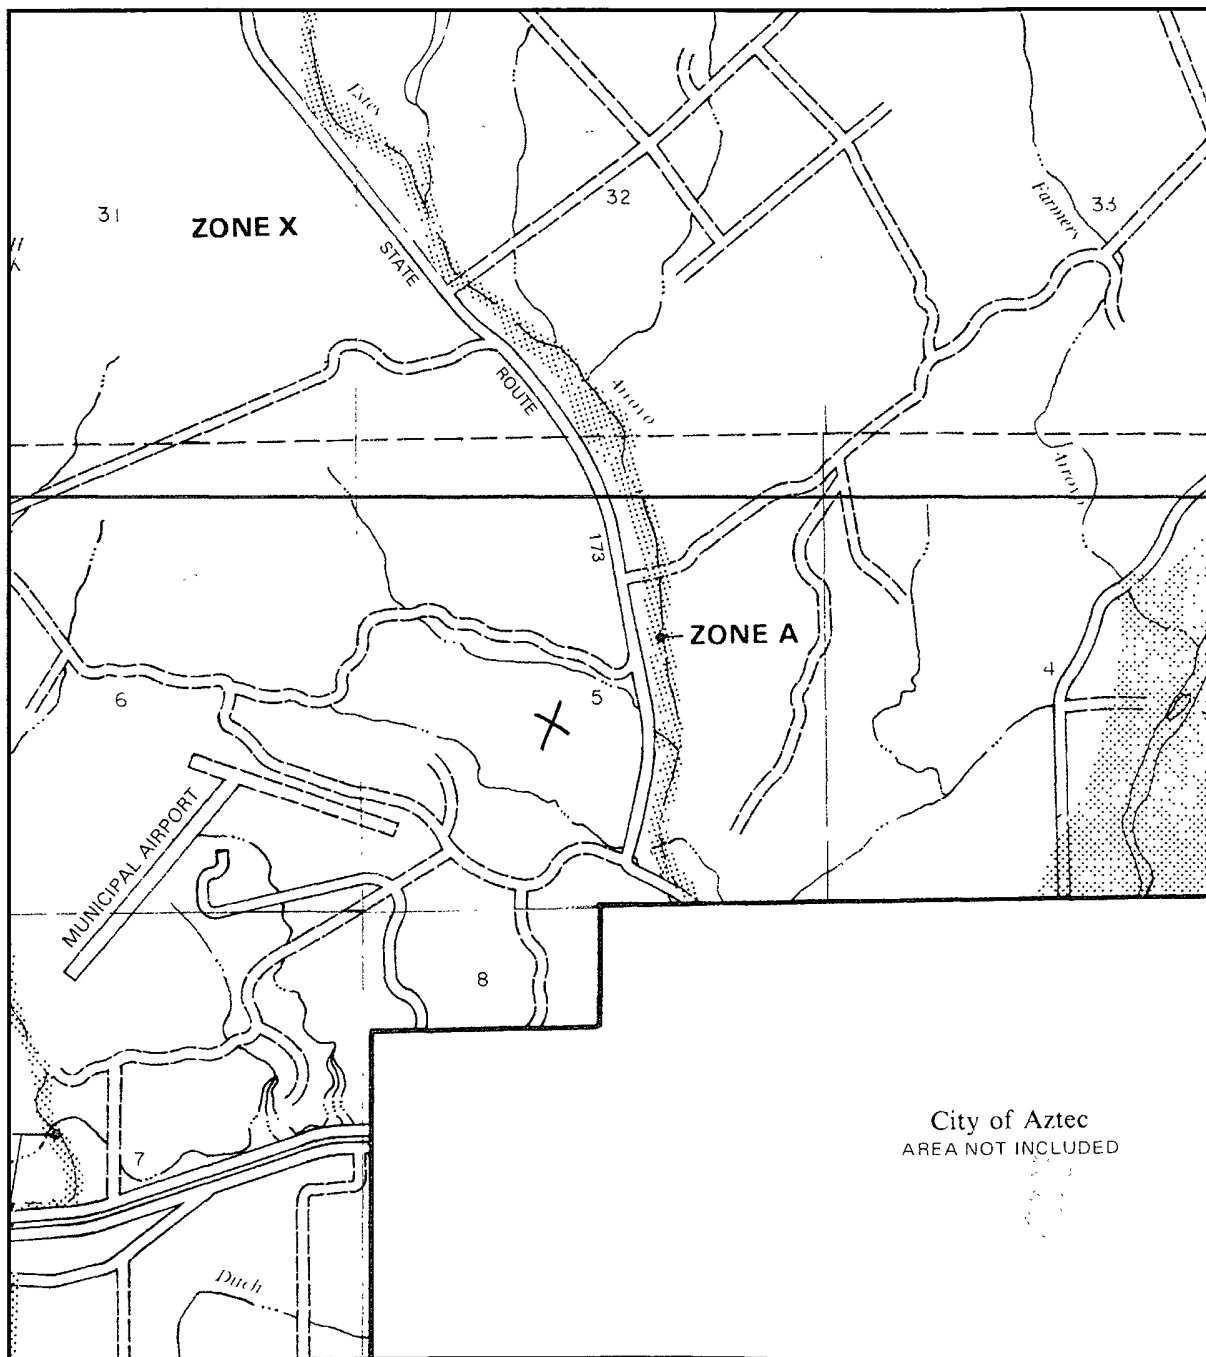 Estes
32
33
31
ZONE X
Farmers
STATE
ROUTE
Arroyo
Arroyo
173
ZONE A
4
6
5
MUNICIPAL AIRPORT
8
City of Aztec
AREA NOT INCLUDED
7
Ditch